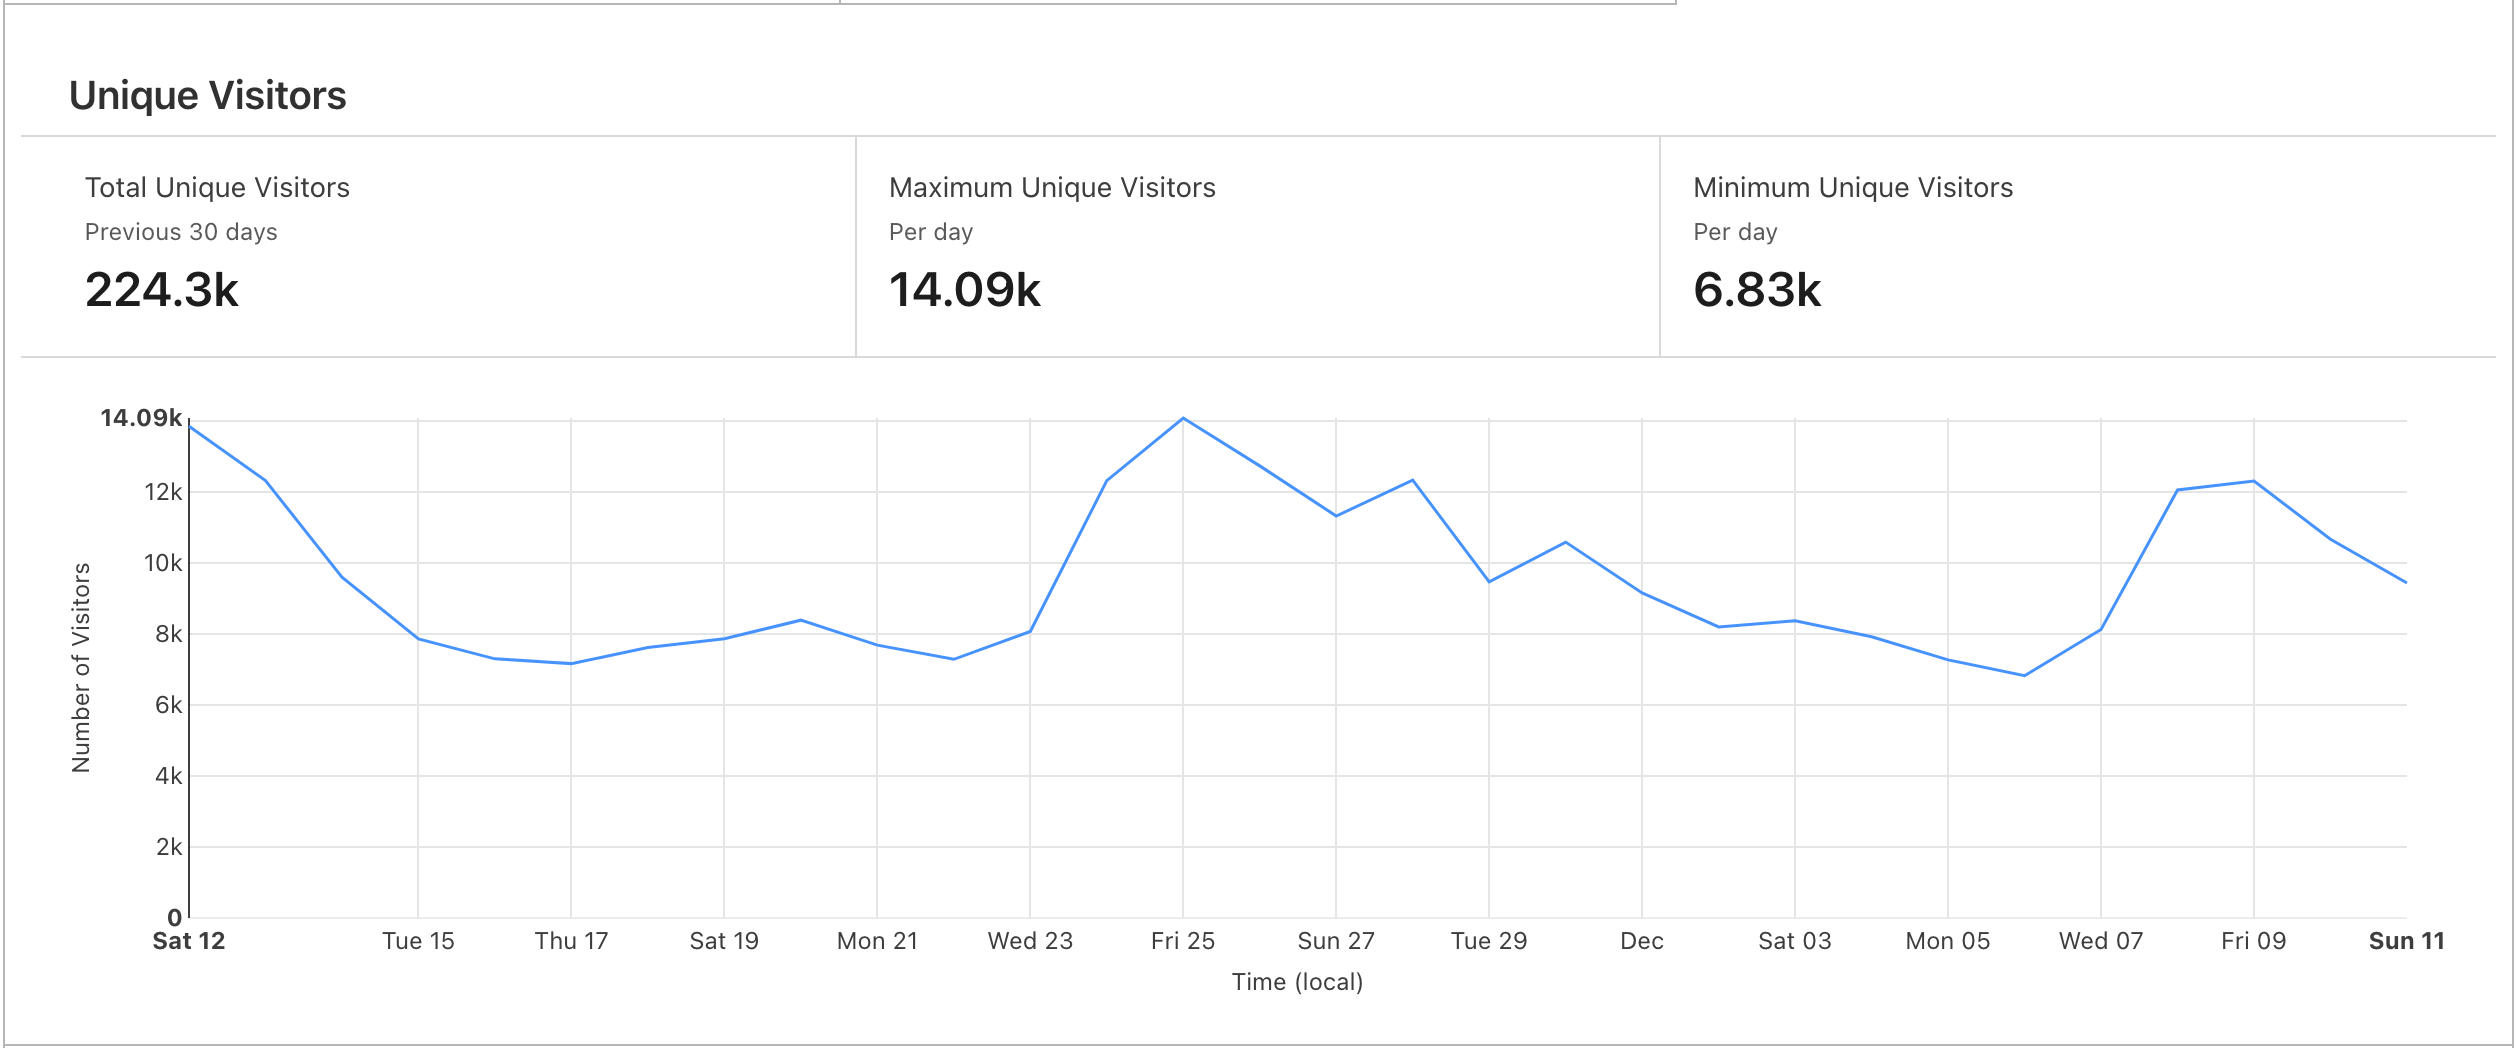 Unique Visitors
Total Unique Visitors
Previous 30 days
224.3k
Maximum Unique Visitors
Per day
14.09k
Minimum Unique Visitors
Per day
6.83k
Number of Visitors
14.09k
12k
10k
8k
6k
4k
2k
0
Sat 12 Tue 15 Thu 17 Sat 19 Mon 21 Wed 23 Fri 25 Sun 27 Tue 29 Dec Sat 03 Mon 05 Wed 07 Fri 09 Sun 11
Time (local)